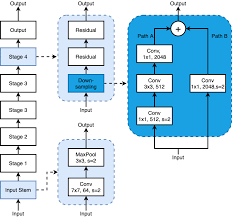 Output
Output
Stage 4
Stage 3
Stage 3
Stage 2
Stage 1
Input Stem
Input
Output
Residual
Residual
Down-
sampling
Input
Output
MaxPool
3x3, s=2
Conv
7x7, 64, s=2
Input
Output
Path A
Path B
+
Conv,
1x1, 2048
Conv
3x3, 512
Conv
1x1, 512, s=2
Conv
1x1, 2048,s=2
Input